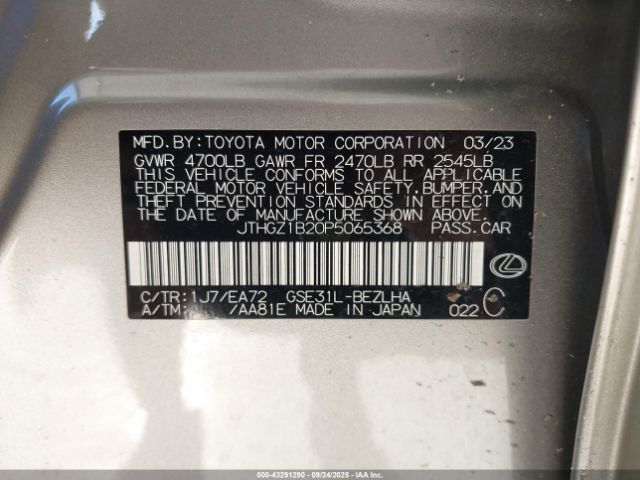 MFD. BY: TOYOTA MOTOR CORPORATION 03/23
GVWR 4700LB GAWR FR 2470LB RR 2545LB
THIS VEHICLE CONFORMS TO ALL APPLICABLE
FEDERAL MOTOR VEHICLE SAFETY, BUMPER, AND
THEFT PREVENTION STANDARDS IN EFFECT ON
THE DATE OF MANUFACTURE SHOWN ABOVE.
JTHGZ1B20P5065368 PASS. CAR
C/TR: 1J7/EA72 GSE31L-BEZLHA
A/TM: /AA81E MADE IN JAPAN 022 C
000-43291290 - 09/24/2025 - IAA Inc.